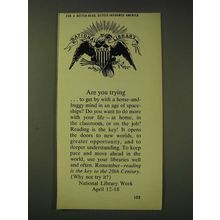 FOR A BETTER-READ, BETTER-INFORMED AMERICA
NATIONAL LIBRARY WEEK
Are you trying
. . . to get by with a horse-and-
buggy mind in an age of space-
ships? Do you want to do more
with your life—at home, in
the classroom, or on the job?
Reading is the key! It opens
the doors to new worlds, to
greater opportunity, and to
deeper understanding. To keep
pace and move ahead in the
world, use your libraries well
and often. Remember—reading
is the key to the 20th Century.
(Why not try it?)
National Library Week
April 12-18
103